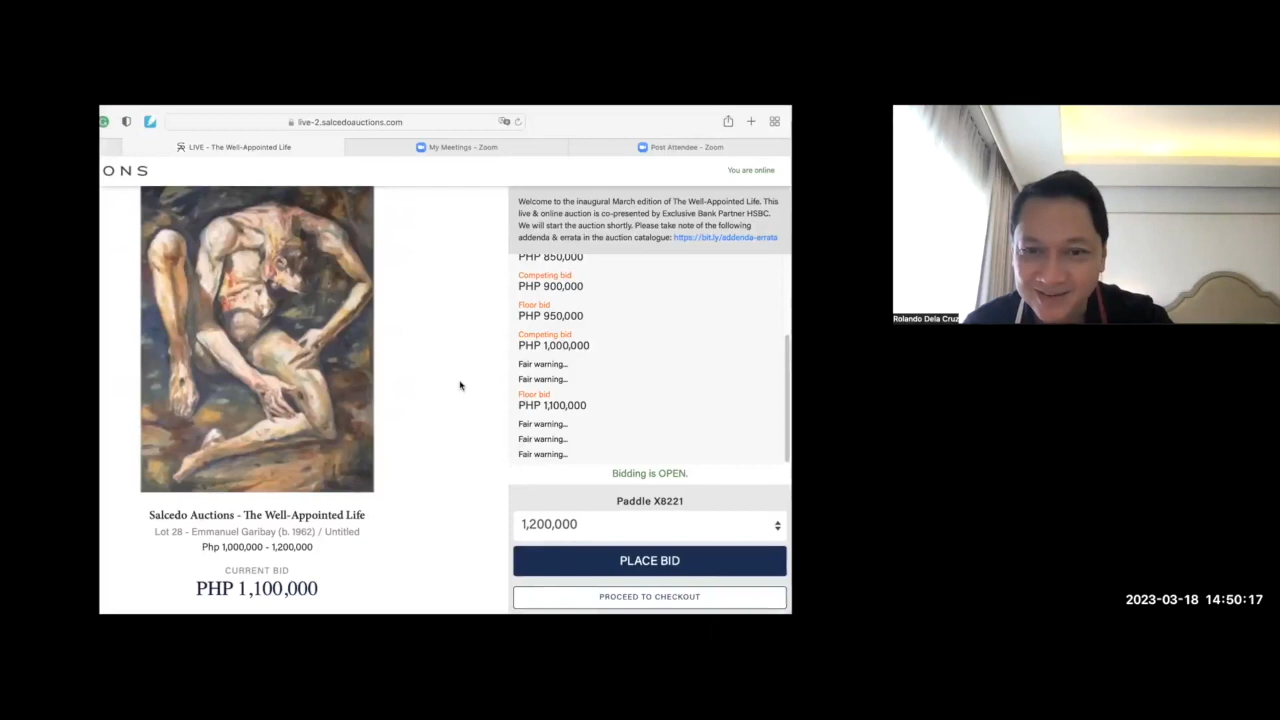 live-2.salcedoauctions.com
LIVE - The Well-Appointed Life
My Meetings - Zoom
Post Attendee - Zoom
ONS
You are online
Welcome to the inaugural March edition of The Well-Appointed Life. This
live & online auction is co-presented by Exclusive Bank Partner HSBC.
We will start the auction shortly. Please take note of the following
addenda & errata in the auction catalogue: https://bit.ly/addenda-errata
PHP 850,000
Competing bid
PHP 900,000
Floor bid
PHP 950,000
Competing bid
PHP 1,000,000
Fair warning...
Fair warning...
Floor bid
PHP 1,100,000
Fair warning...
Fair warning...
Fair warning...
Bidding is OPEN.
Paddle X8221
1,200,000
PLACE BID
PROCEED TO CHECKOUT
Salcedo Auctions - The Well-Appointed Life
Lot 28 - Emmanuel Garibay (b. 1962) / Untitled
Php 1,000,000 - 1,200,000
CURRENT BID
PHP 1,100,000
Rolando Dela Cruz
2023-03-18 14:50:17